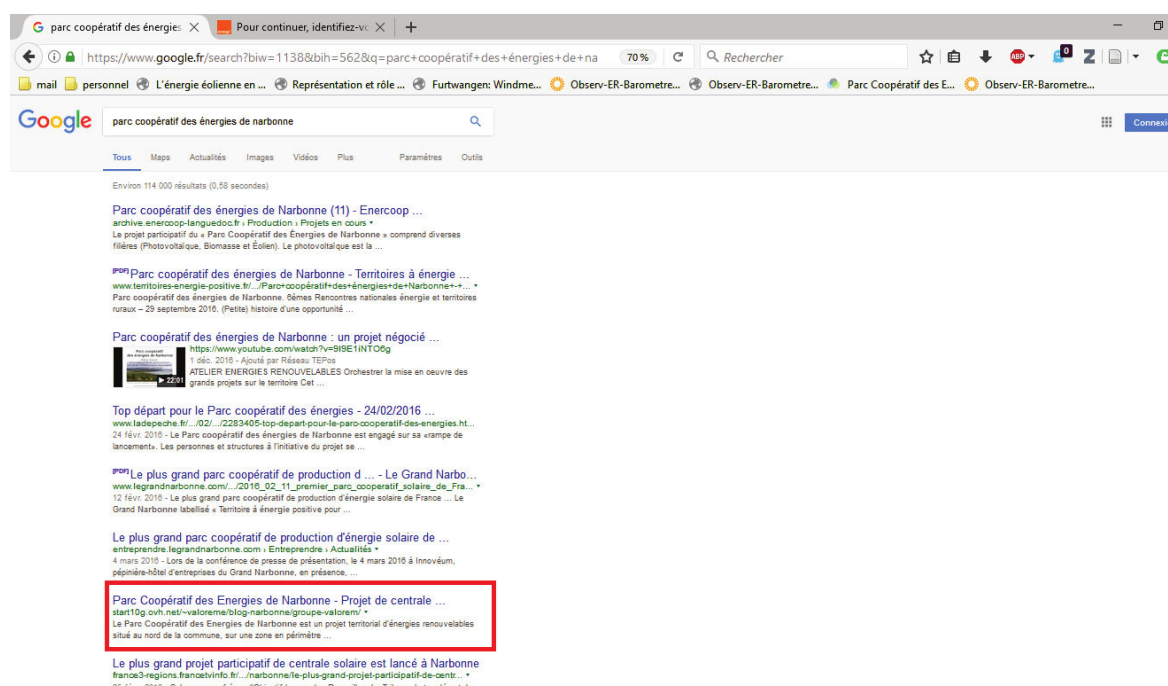 parc coopératif des énergies
Pour continuer, identifiez-vo
https://www.google.fr/search?biw=1138&bih=562&q=parc+coopératif+des+énergies+de+na 70 % Rechercher
ABP 0 Z
mail personnel L'énergie éolienne en ... Représentation et rôle ... Furtwangen: Windme... Observ-ER-Barometre... Observ-ER-Barometre... Parc Coopératif des E... Observ-ER-Barometre...
Google parc coopératif des énergies de narbonne Connexi
Tous Maps Actualités Images Vidéos Plus Paramètres Outils
Environ 114 000 résultats (0,58 secondes)
Parc coopératif des énergies de Narbonne (11) - Enercoop ...
archive.enercoop-languedoc.fr › Production › Projets en cours
Le projet participatif du « Parc Coopératif des Énergies de Narbonne » comprend diverses
filières (Photovoltaïque, Biomasse et Éolien). Le photovoltaïque est la ...
[PDF] Parc coopératif des énergies de Narbonne - Territoires à énergie ...
www.territoires-energie-positive.fr/.../Parc+coopératif+des+énergies+de+Narbonne+-+...
Parc coopératif des énergies de Narbonne. 6èmes Rencontres nationales énergie et territoires
ruraux – 29 septembre 2016. (Petite) histoire d'une opportunité ...
Parc coopératif des énergies de Narbonne : un projet négocié ...
https://www.youtube.com/watch?v=9I9E1iNTO6g
1 déc. 2016 - Ajouté par Réseau TEPos
ATELIER ENERGIES RENOUVELABLES Orchestrer la mise en oeuvre des
grands projets sur le territoire Cet ...
22:01
Top départ pour le Parc coopératif des énergies - 24/02/2016 ...
www.ladepeche.fr/.../02/.../2283405-top-depart-pour-le-parc-cooperatif-des-energies.ht...
24 févr. 2016 - Le Parc coopératif des énergies de Narbonne est engagé sur sa «rampe de
lancement». Les personnes et structures à l'initiative du projet se ...
[PDF] Le plus grand parc coopératif de production d ... - Le Grand Narbo...
www.legrandnarbonne.com/.../2016_02_11_premier_parc_cooperatif_solaire_de_Fra...
12 févr. 2016 - Le plus grand parc coopératif de production d'énergie solaire de France ... Le
Grand Narbonne labellisé « Territoire à énergie positive pour ...
Le plus grand parc coopératif de production d'énergie solaire de ...
entreprendre.legrandnarbonne.com › Entreprendre › Actualités
4 mars 2016 - Lors de la conférence de presse de présentation, le 4 mars 2016 à Innovéum,
pépinière-hôtel d'entreprises du Grand Narbonne, en présence, ...
Parc Coopératif des Energies de Narbonne - Projet de centrale ...
start10g.ovh.net/~valoreme/blog-narbonne/groupe-valorem/
Le Parc Coopératif des Energies de Narbonne est un projet territorial d'énergies renouvelables
situé au nord de la commune, sur une zone en périmètre ...
Le plus grand projet participatif de centrale solaire est lancé à Narbonne
france3-regions.francetvinfo.fr/.../narbonne/le-plus-grand-projet-participatif-de-centr...